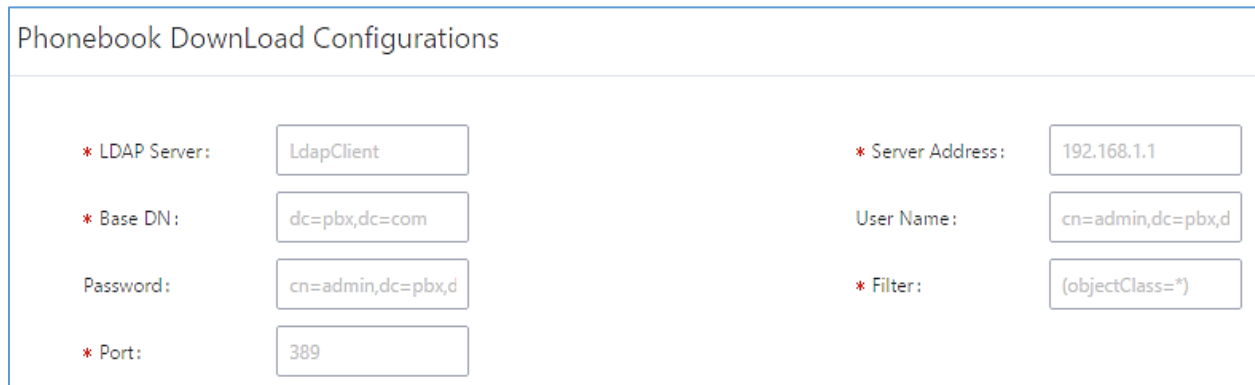 Phonebook DownLoad Configurations
* LDAP Server: LdapClient * Server Address: 192.168.1.1
* Base DN: dc=pbx,dc=com User Name: cn=admin,dc=pbx,d
Password: cn=admin,dc=pbx,d * Filter: (objectClass=*)
* Port: 389